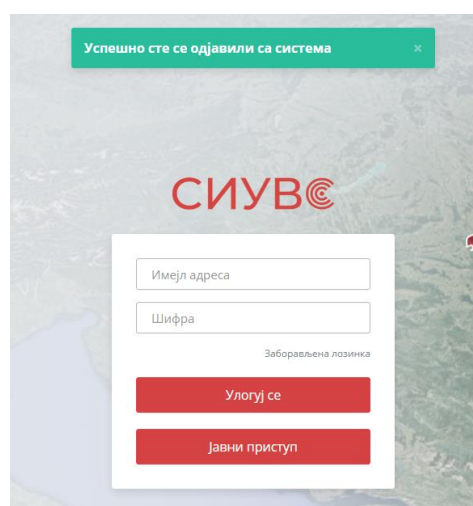 Успешно сте се одјавили са система ×
СИУВС
Имејл адреса
Шифра
Заборављена лозинка
Улогуј се
Јавни приступ